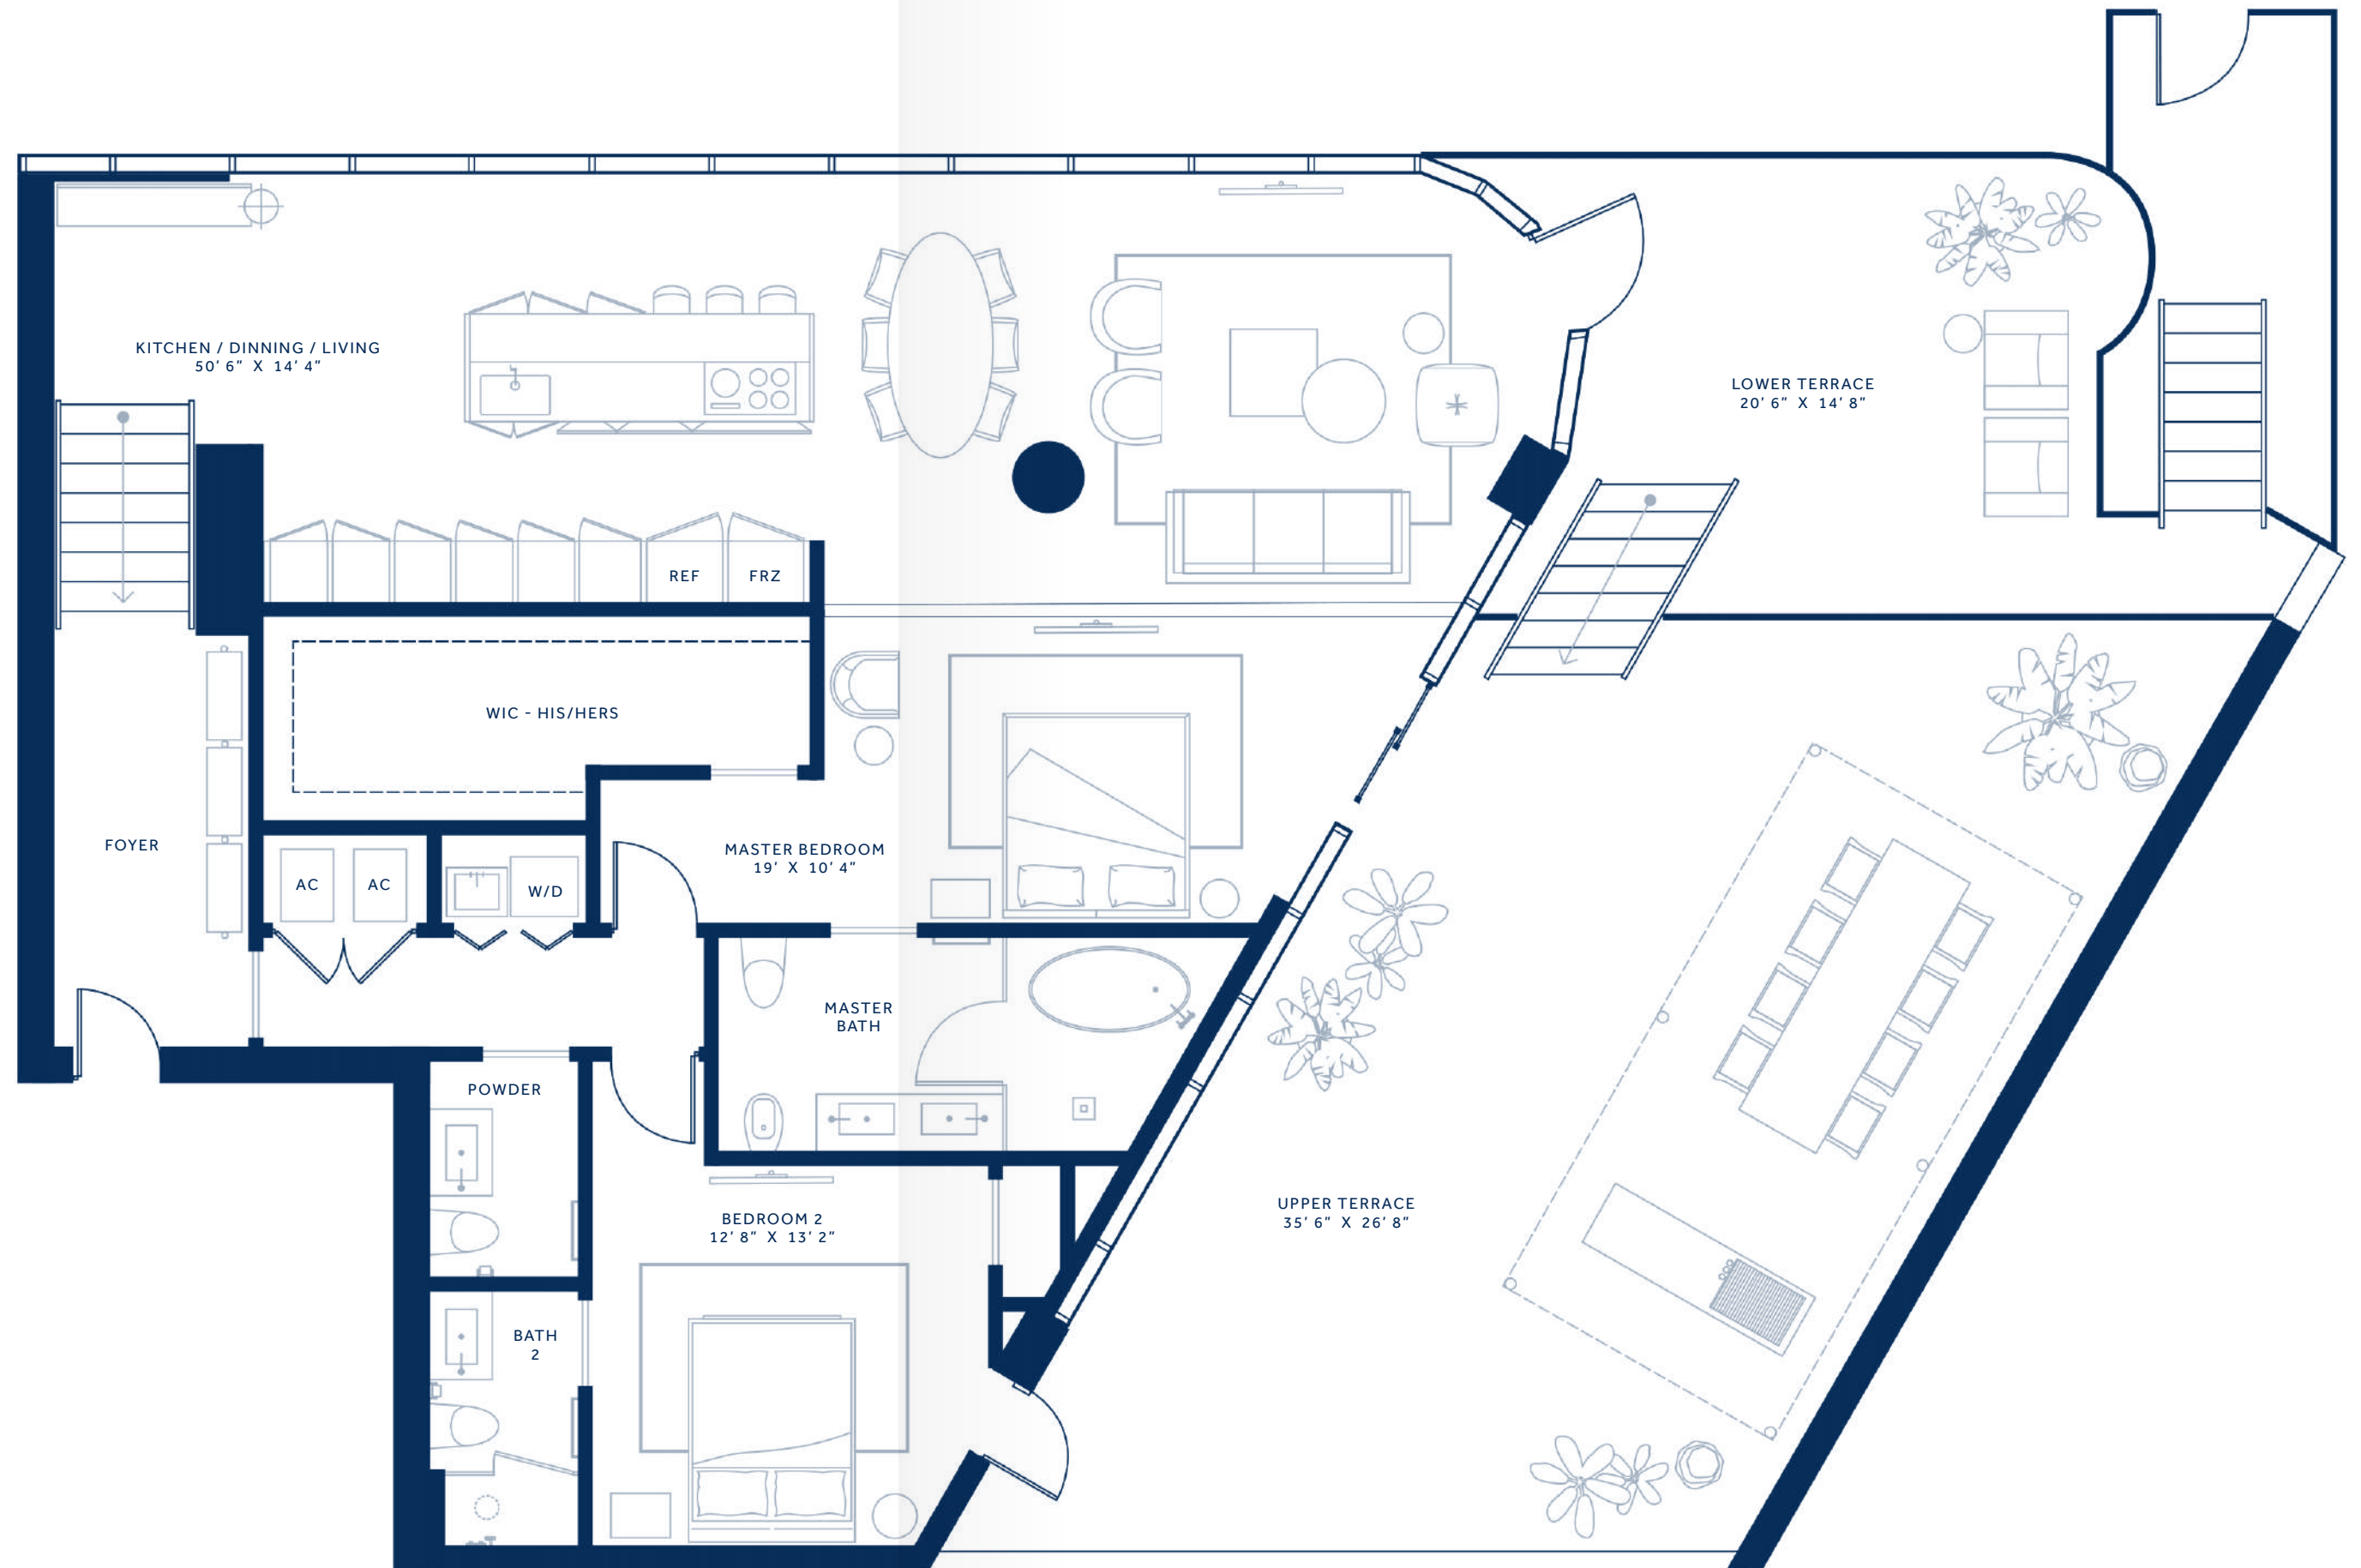 KITCHEN / DINNING / LIVING
50' 6" X 14' 4"
LOWER TERRACE
20' 6" X 14' 8"
REF
FRZ
WIC - HIS/HERS
FOYER
MASTER BEDROOM
19' X 10' 4"
AC
AC
W/D
MASTER
BATH
POWDER
BEDROOM 2
12' 8" X 13' 2"
UPPER TERRACE
35' 6" X 26' 8"
BATH
2